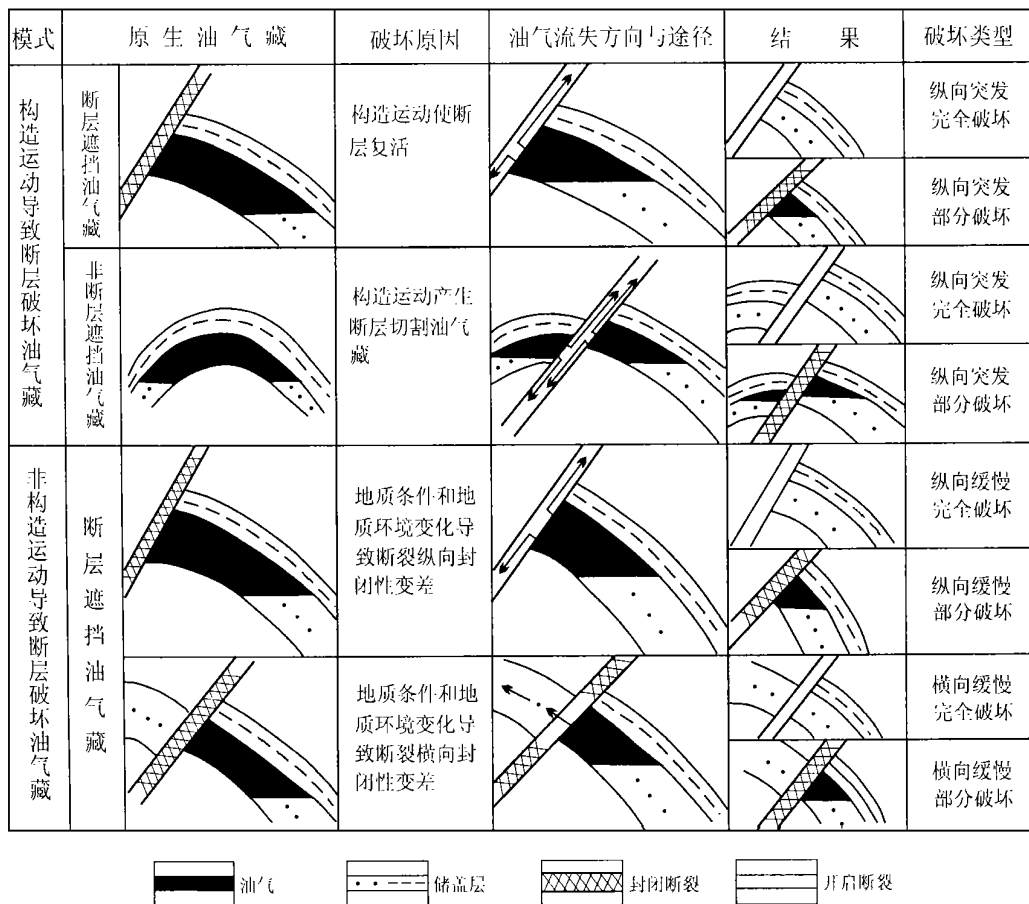 模式 原生油气藏 破坏原因 油气流失方向与途径 结果 破坏类型
构造运动导致断层破坏油气藏
断层遮挡油气藏
构造运动使断
层复活
纵向突发
完全破坏
纵向突发
部分破坏
非断层遮挡油气藏
构造运动产生
断层切割油气
藏
纵向突发
完全破坏
纵向突发
部分破坏
非构造运动导致断层破坏油气藏
断层遮挡油气藏
地质条件和地
质环境变化导
致断裂纵向封
闭性变差
纵向缓慢
完全破坏
纵向缓慢
部分破坏
地质条件和地
质环境变化导
致断裂横向封
闭性变差
横向缓慢
完全破坏
横向缓慢
部分破坏
油气 储盖层 封闭断裂 开启断裂